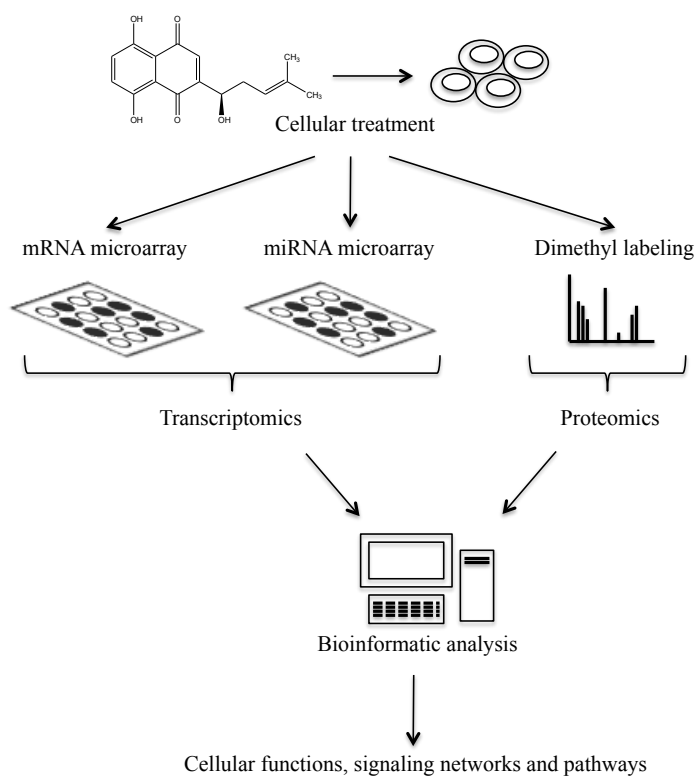 OH O
CH₃
CH₃
OH O OH
Cellular treatment
mRNA microarray miRNA microarray Dimethyl labeling
Transcriptomics Proteomics
Bioinformatic analysis
Cellular functions, signaling networks and pathways